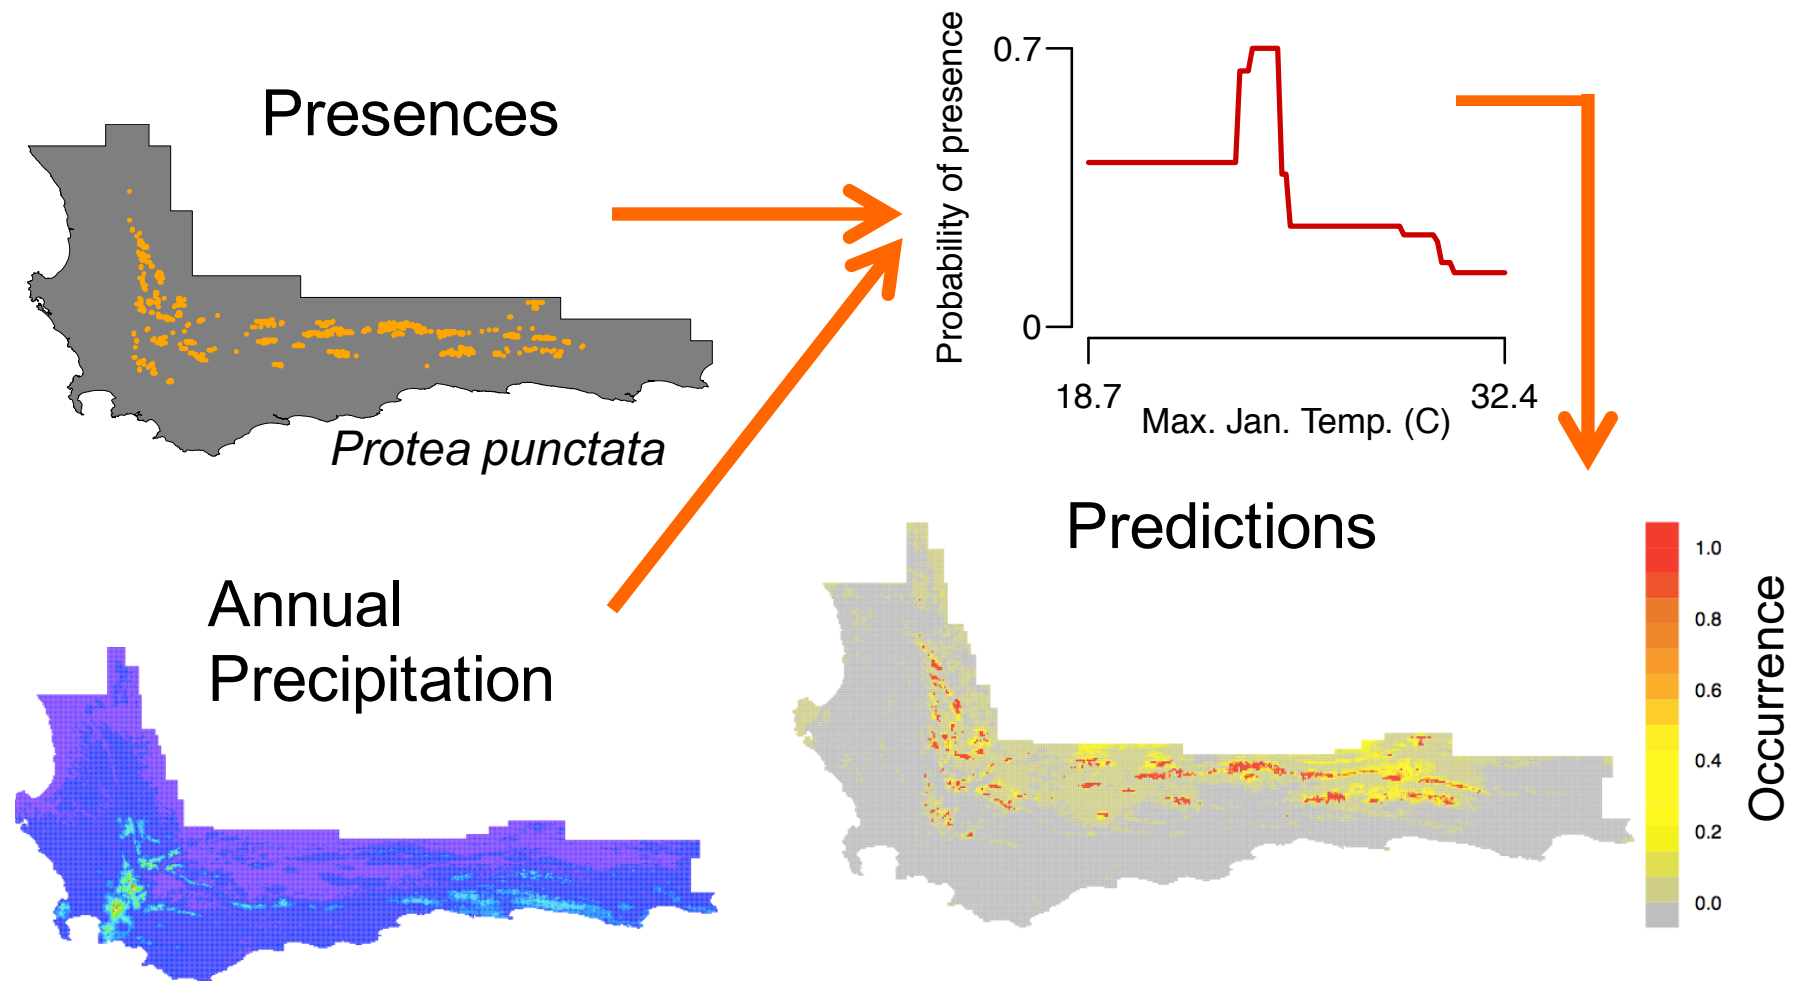 Presences
Protea punctata
Annual
Precipitation
Probability of presence
0.7
0
18.7
32.4
Max. Jan. Temp. (C)
Predictions
1.0
0.8
0.6
0.4
0.2
0.0
Occurrence